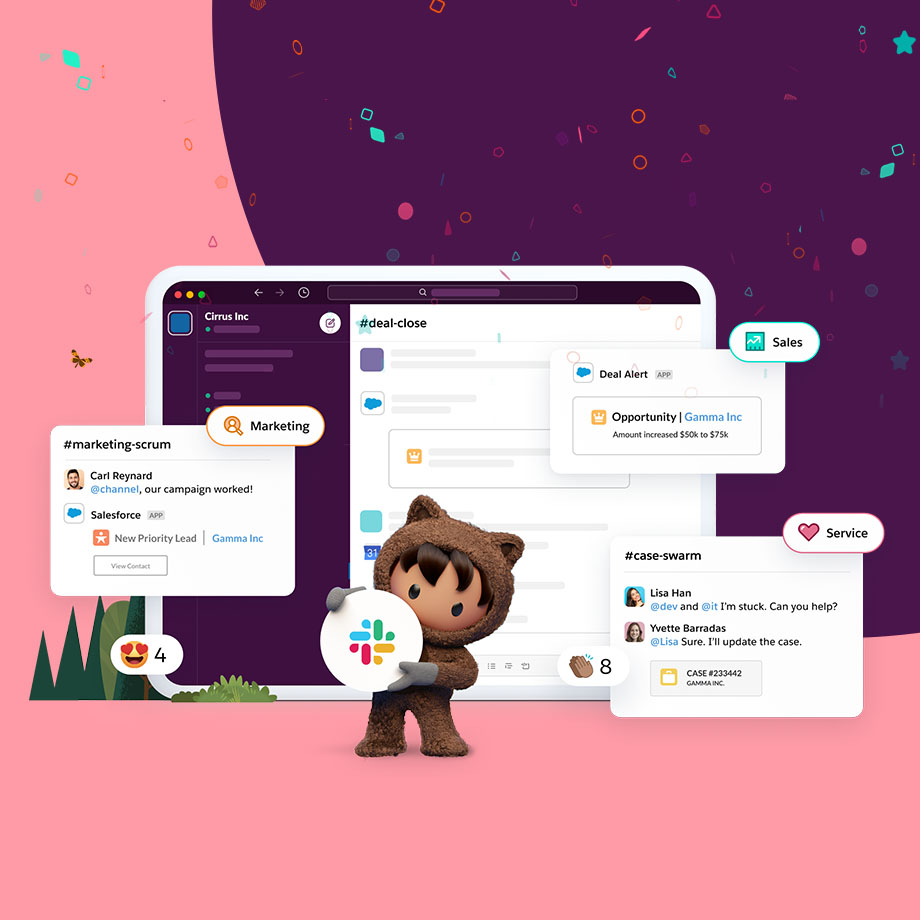 Cirrus Inc
#deal-close
Sales
Deal Alert APP
Opportunity | Gamma Inc
Amount increased $50k to $75k
Marketing
#marketing-scrum
Carl Reynard
@channel, our campaign worked!
Salesforce APP
New Priority Lead | Gamma Inc
View Contact
31
Service
#case-swarm
Lisa Han
@dev and @it I'm stuck. Can you help?
Yvette Barradas
@Lisa Sure. I'll update the case.
CASE #233442
GAMMA INC.
4
8